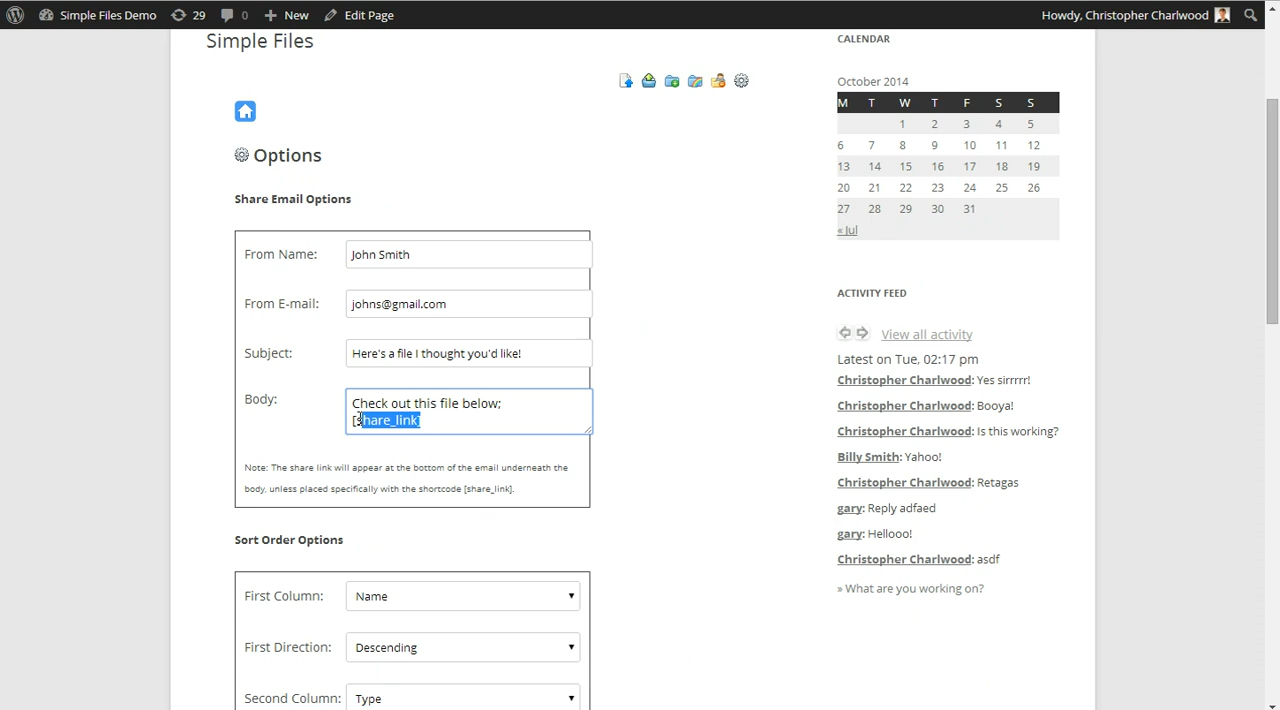 Simple Files Demo 29 0 New Edit Page Howdy, Christopher Charlwood
Simple Files
Options
Share Email Options
From Name: John Smith
From E-mail: johns@gmail.com
Subject: Here's a file I thought you'd like!
Body: Check out this file below;
[share_link]
Note: The share link will appear at the bottom of the email underneath the
body, unless placed specifically with the shortcode [share_link].
Sort Order Options
First Column: Name
First Direction: Descending
Second Column: Type
CALENDAR
October 2014
M T W T F S S
1 2 3 4 5
6 7 8 9 10 11 12
13 14 15 16 17 18 19
20 21 22 23 24 25 26
27 28 29 30 31
« Jul
ACTIVITY FEED
View all activity
Latest on Tue, 02:17 pm
Christopher Charlwood: Yes sirrrrr!
Christopher Charlwood: Booya!
Christopher Charlwood: Is this working?
Billy Smith: Yahoo!
Christopher Charlwood: Retagas
gary: Reply adfaed
gary: Hellooo!
Christopher Charlwood: asdf
» What are you working on?